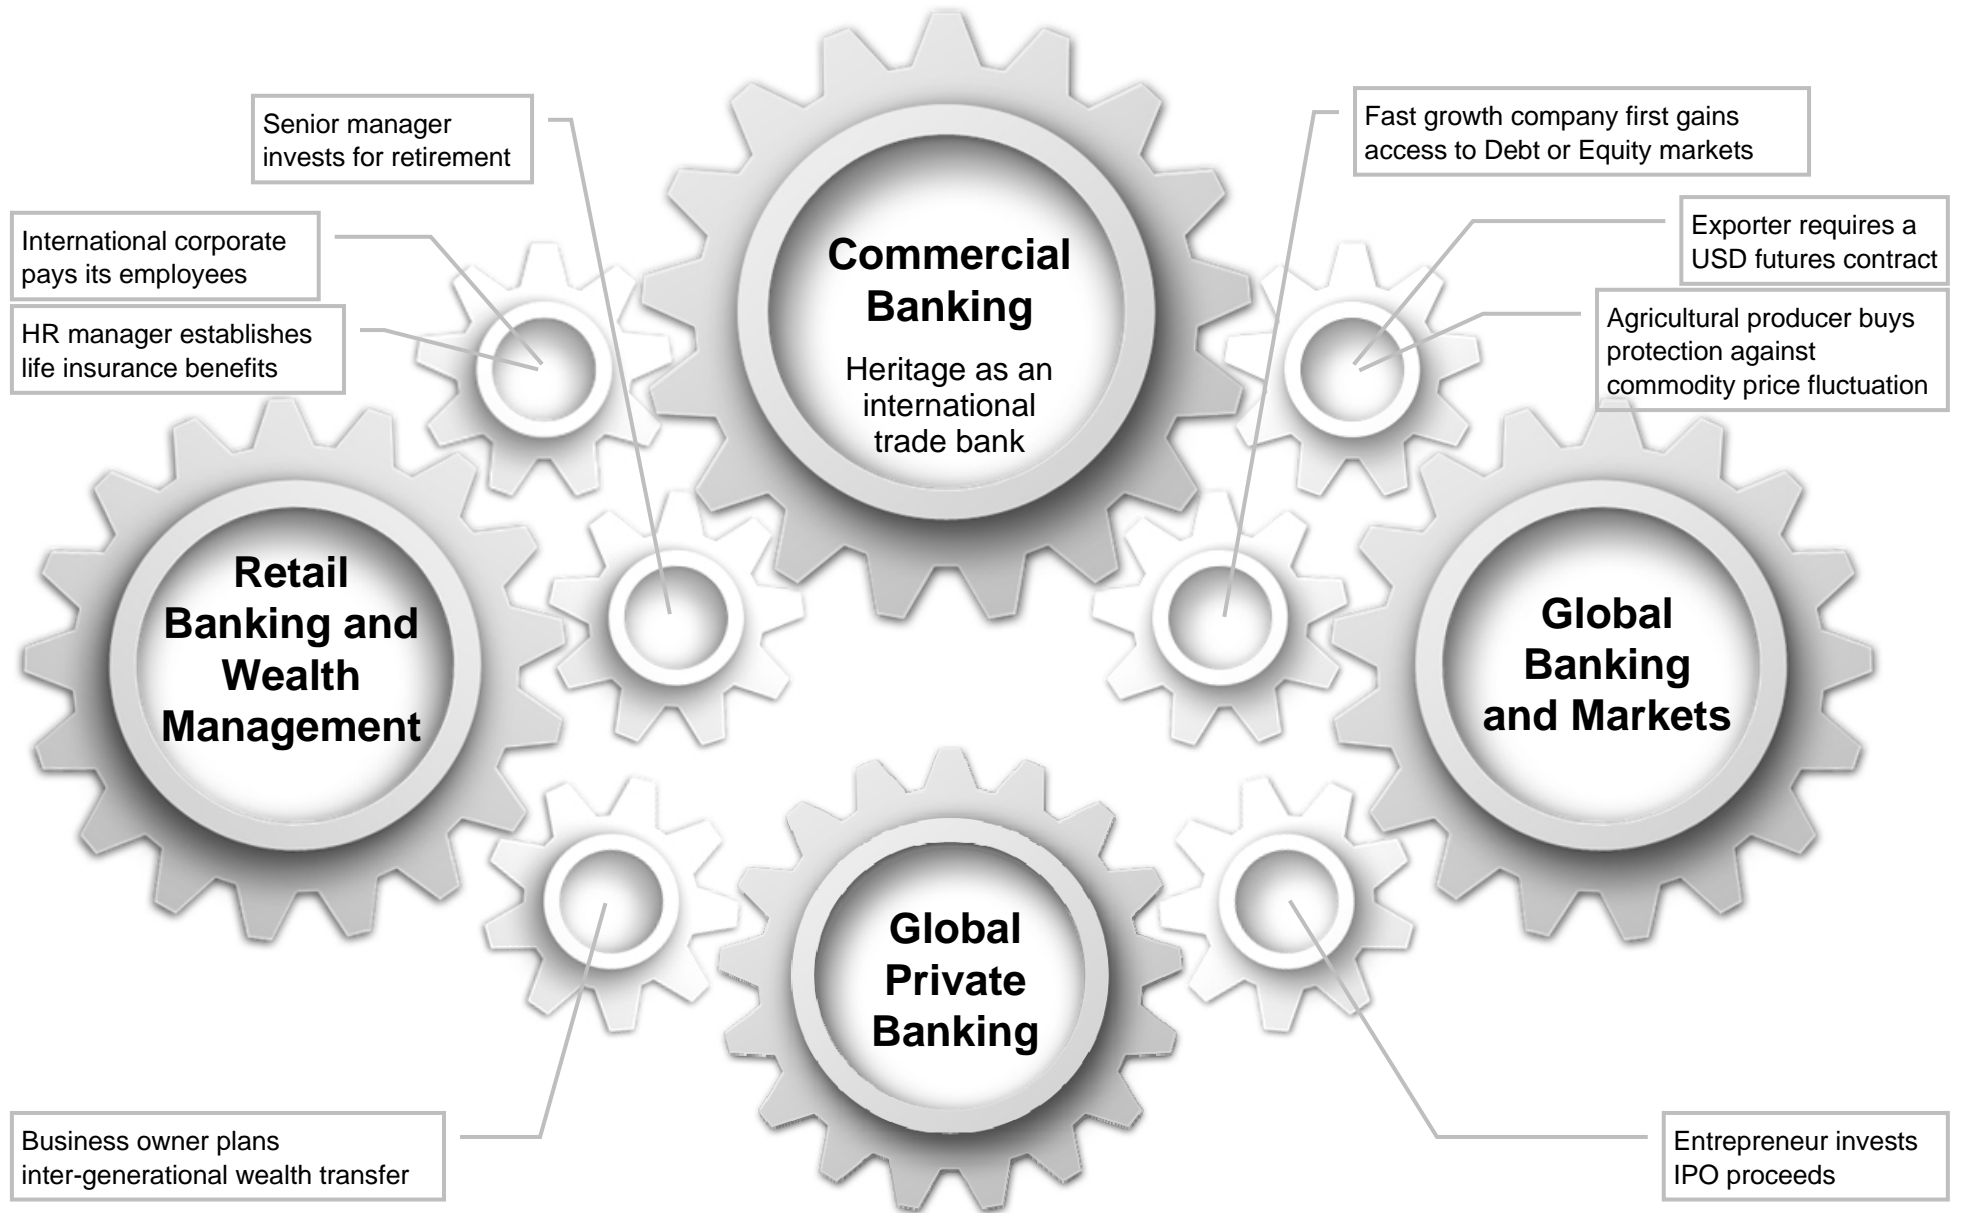 Senior manager
invests for retirement
Fast growth company first gains
access to Debt or Equity markets
International corporate
pays its employees
Exporter requires a
USD futures contract
HR manager establishes
life insurance benefits
Agricultural producer buys
protection against
commodity price fluctuation
Commercial
Banking
Heritage as an
international
trade bank
Retail
Banking and
Wealth
Management
Global
Banking
and Markets
Global
Private
Banking
Business owner plans
inter-generational wealth transfer
Entrepreneur invests
IPO proceeds